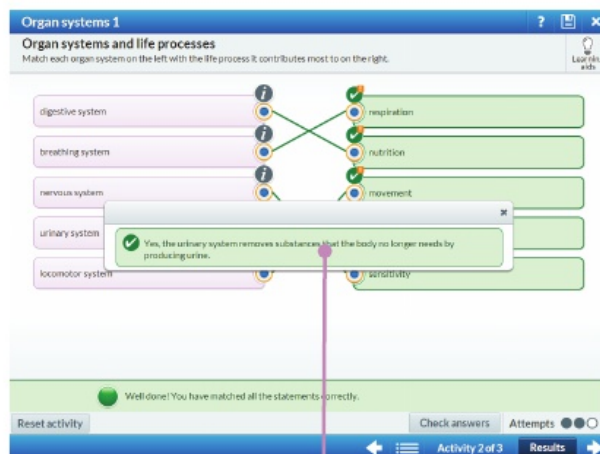 Organ systems 1
?
Organ systems and life processes
Match each organ system on the left with the life process it contributes most to on the right.
Learning
aids
digestive system
respiration
breathing system
nutrition
nervous system
movement
urinary system
Yes, the urinary system removes substances that the body no longer needs by
producing urine.
locomotor system
sensitivity
Well done! You have matched all the statements correctly.
Reset activity
Check answers
Attempts
Activity 2 of 3
Results